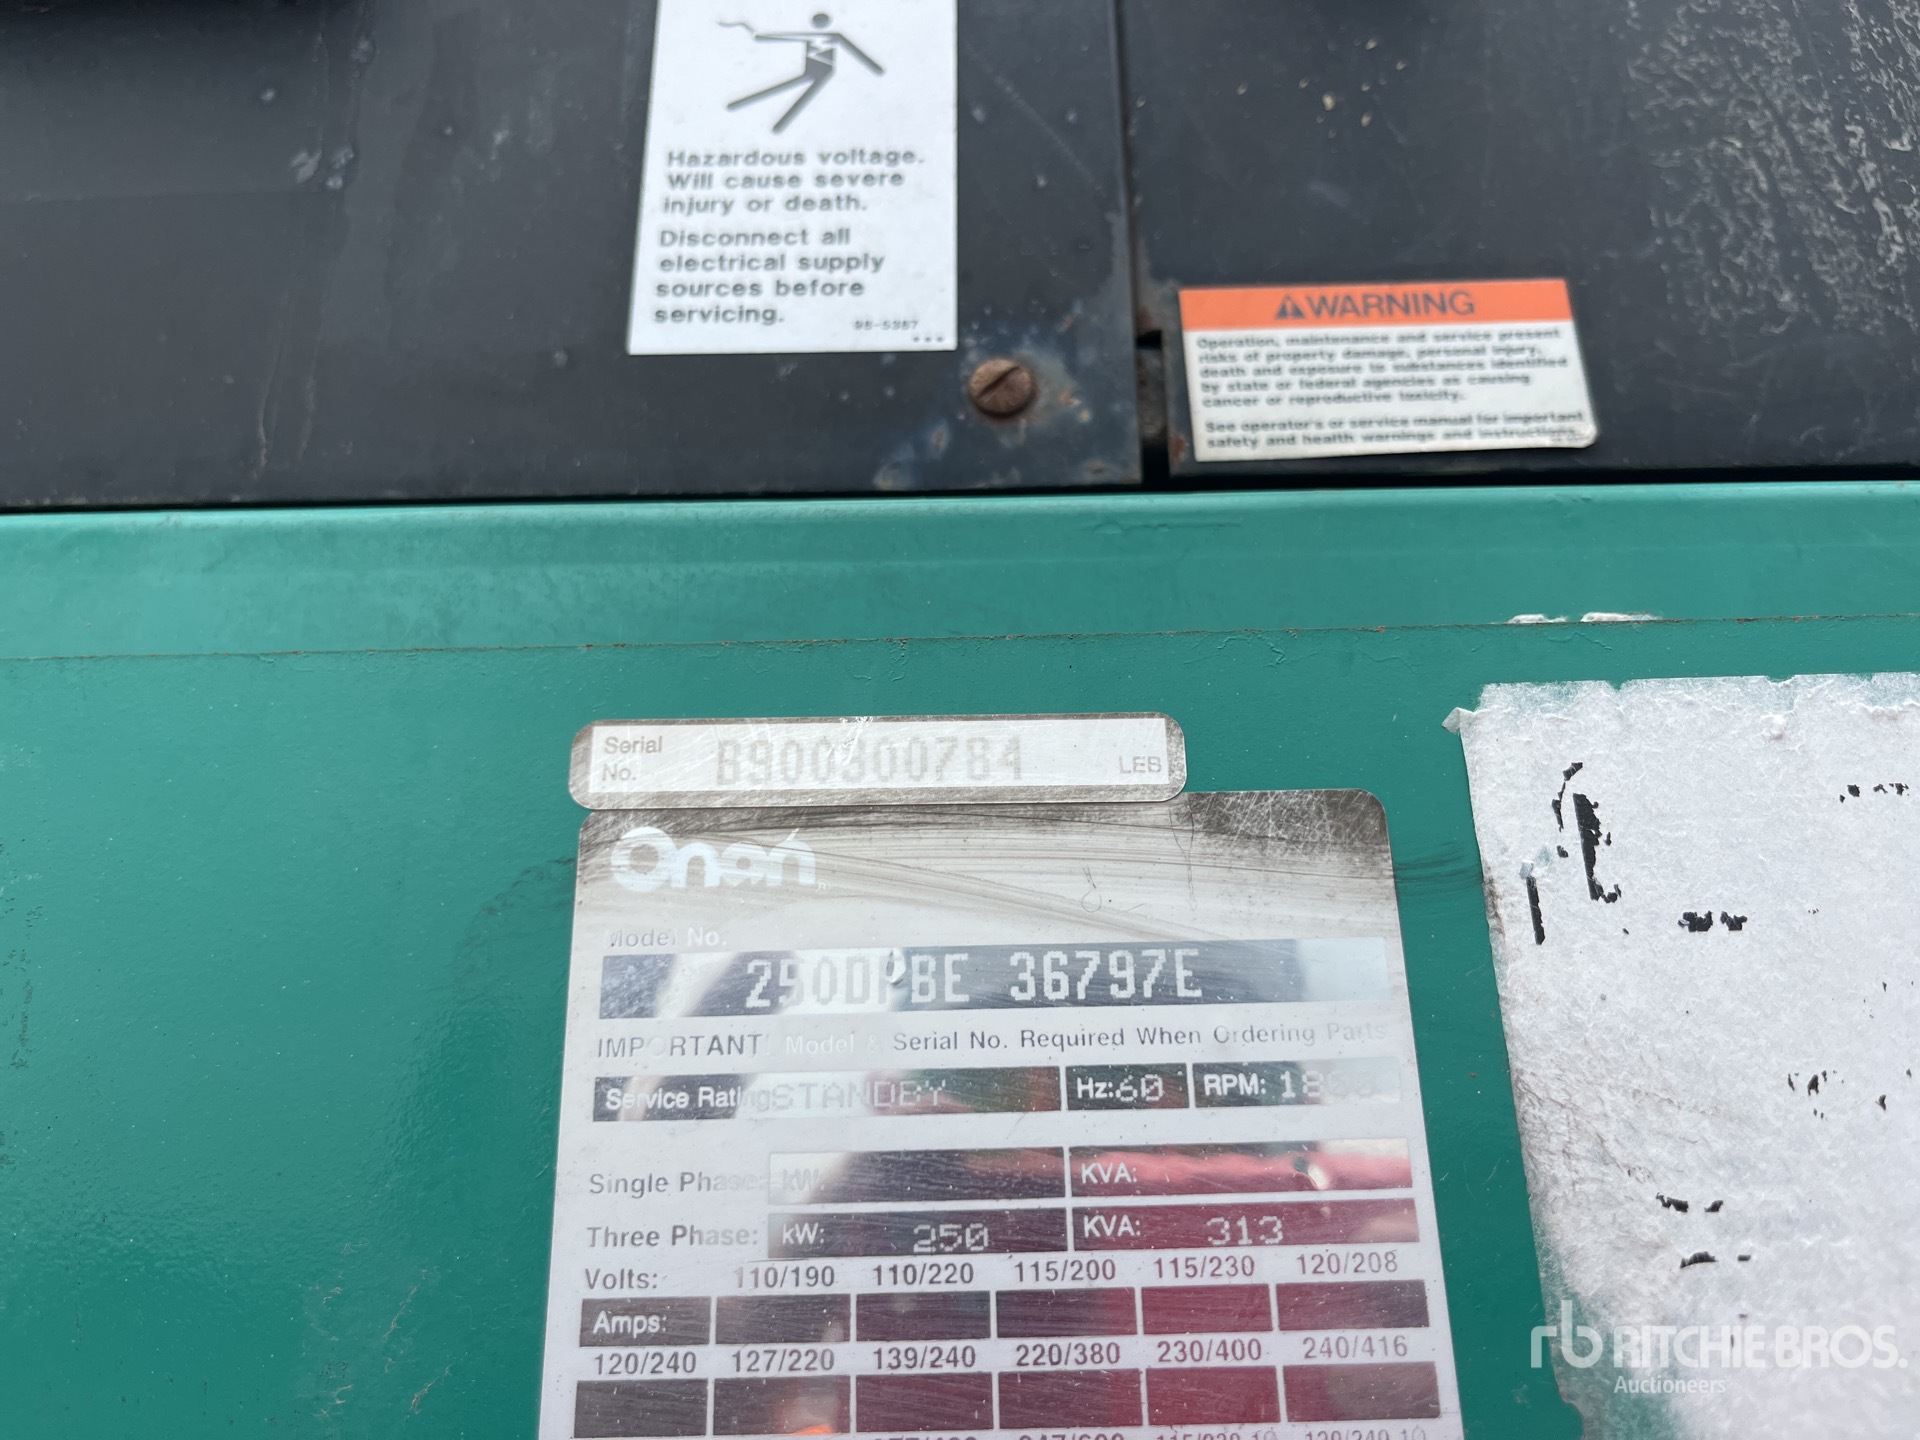 Hazardous voltage.
Will cause severe
injury or death.
Disconnect all
electrical supply
sources before
servicing.
98-5367
WARNING
Operation, maintenance and service present
risks of property damage, personal injury,
death and exposure to substances identified
by state or federal agencies as causing
cancer or reproductive toxicity.
See operator's or service manual for important
safety and health warnings and instructions.
Serial
No. B900300784 LEB
Onan
Model No.
250DPBE 36797E
IMPORTANT! Model & Serial No. Required When Ordering Parts
Service Rating STANDBY Hz:60 RPM: 1800
Single Phase: kW: KVA:
Three Phase: kW: 250 KVA: 313
Volts: 110/190 110/220 115/200 115/230 120/208
Amps:
120/240 127/220 139/240 220/380 230/400 240/416
rb RITCHIE BROS.
Auctioneers